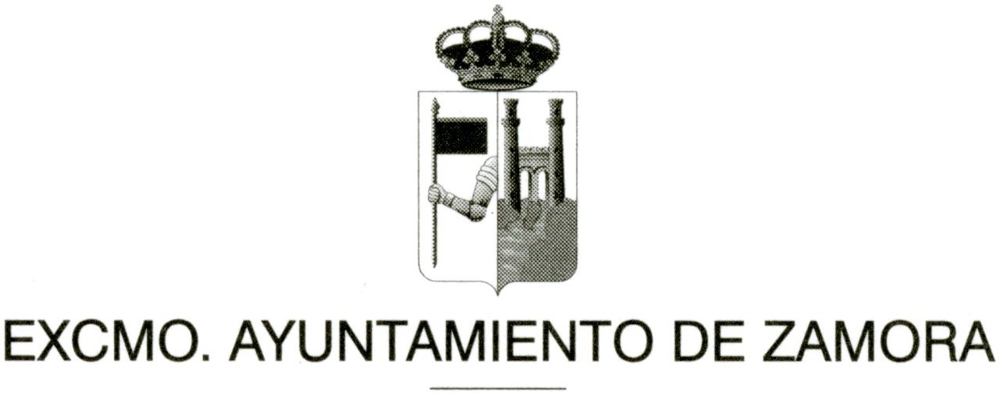 EXCMO. AYUNTAMIENTO DE ZAMORA